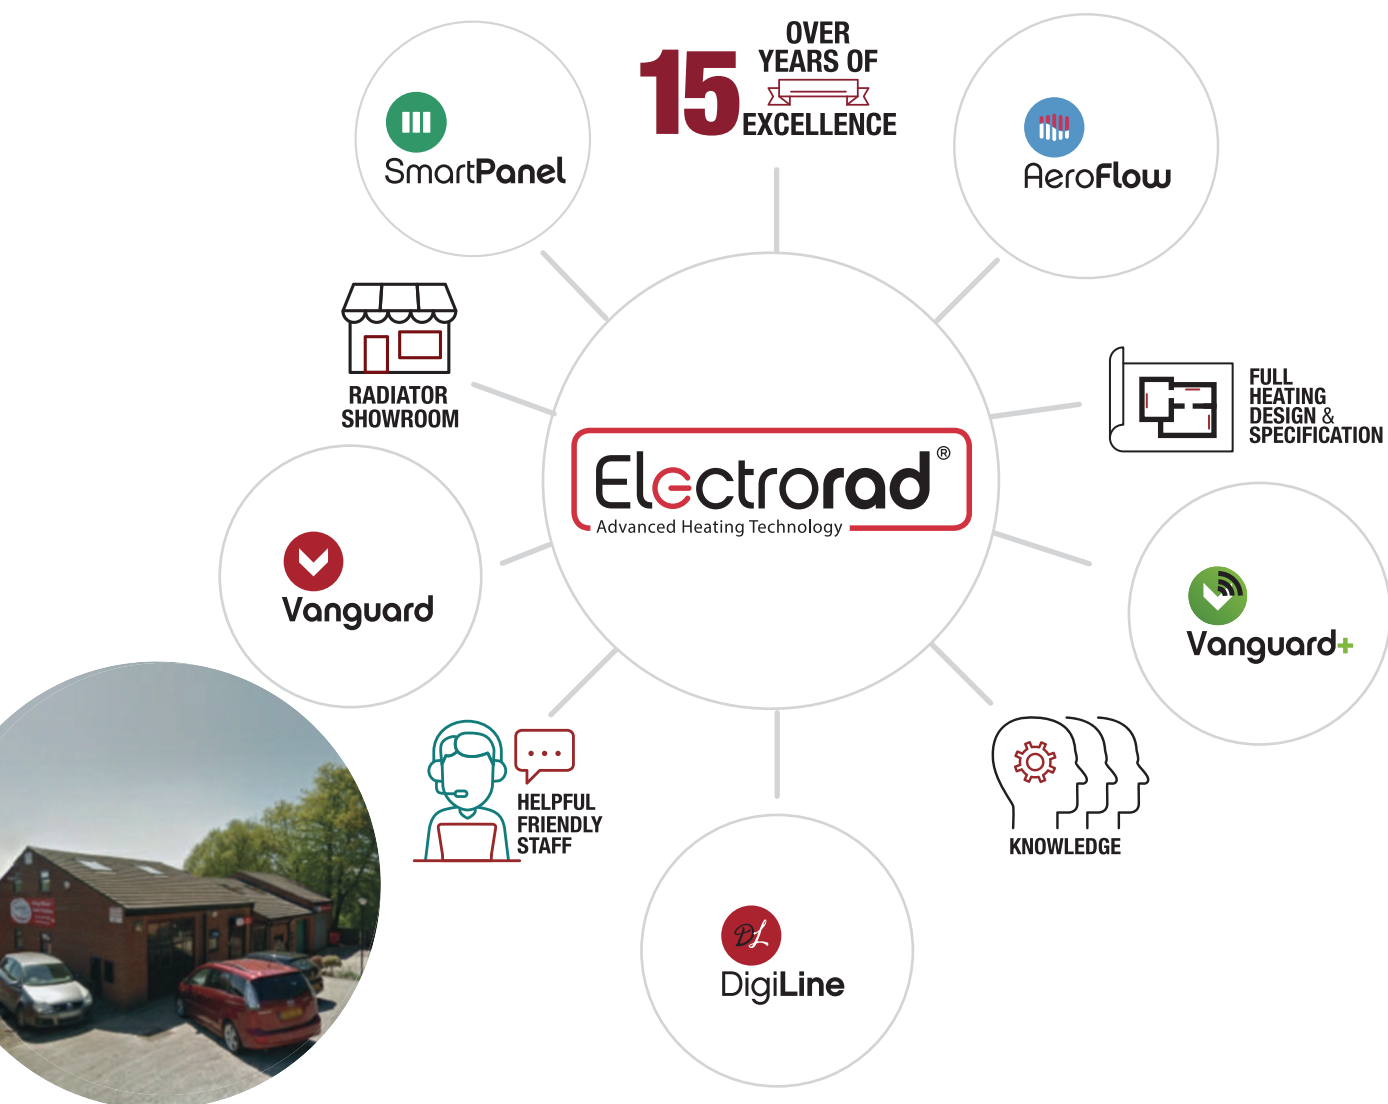 OVER
15 YEARS OF
EXCELLENCE
SmartPanel
AeroFlow
RADIATOR
SHOWROOM
FULL
HEATING
DESIGN &
SPECIFICATION
Electrorad®
Advanced Heating Technology
Vanguard
Vanguard+
HELPFUL
FRIENDLY
STAFF
KNOWLEDGE
DL
DigiLine